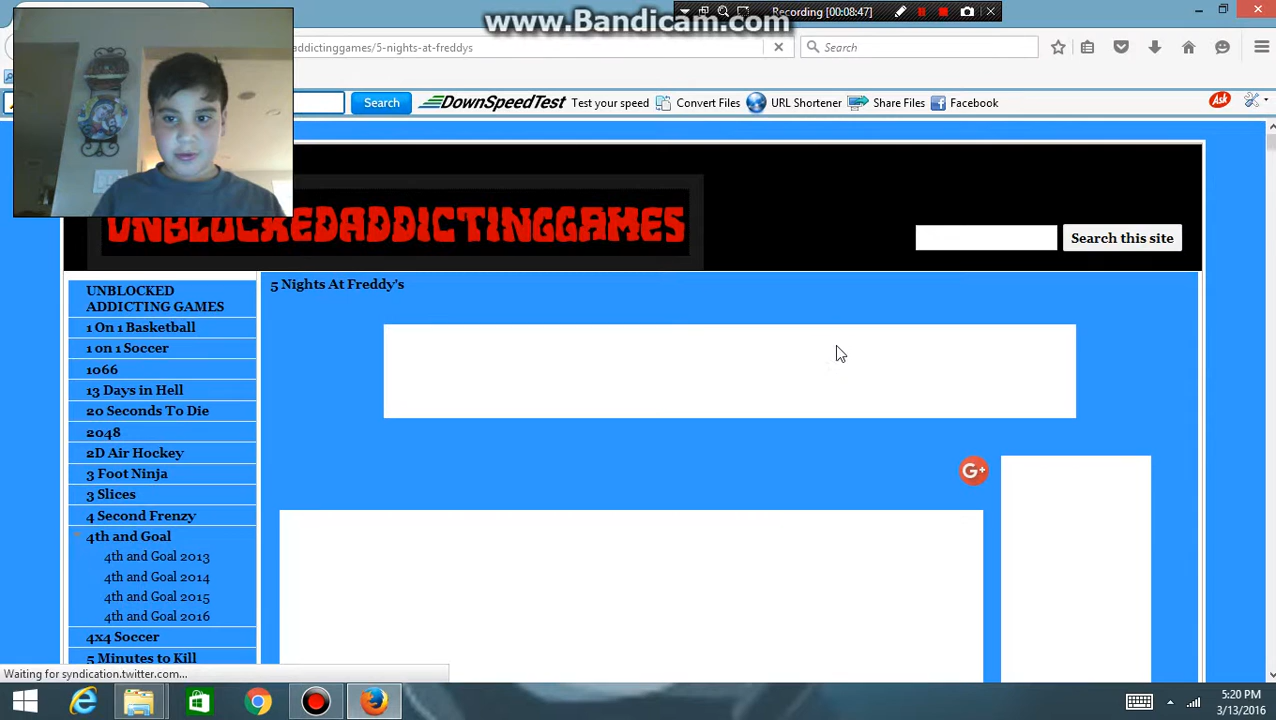 www.Bandicam.com
Recording [00:08:47]
addictinggames/5-nights-at-freddys
Search
Search
DownSpeedTest
Test your speed
Convert Files
URL Shortener
Share Files
Facebook
Ask
UNBLOCKEDADDICTINGGAMES
Search this site
UNBLOCKED
ADDICTING GAMES
1 On 1 Basketball
1 on 1 Soccer
1066
13 Days in Hell
20 Seconds To Die
2048
2D Air Hockey
3 Foot Ninja
3 Slices
4 Second Frenzy
4th and Goal
4th and Goal 2013
4th and Goal 2014
4th and Goal 2015
4th and Goal 2016
4x4 Soccer
5 Minutes to Kill
5 Nights At Freddy's
G+
Waiting for syndication.twitter.com...
5:20 PM
3/13/2016